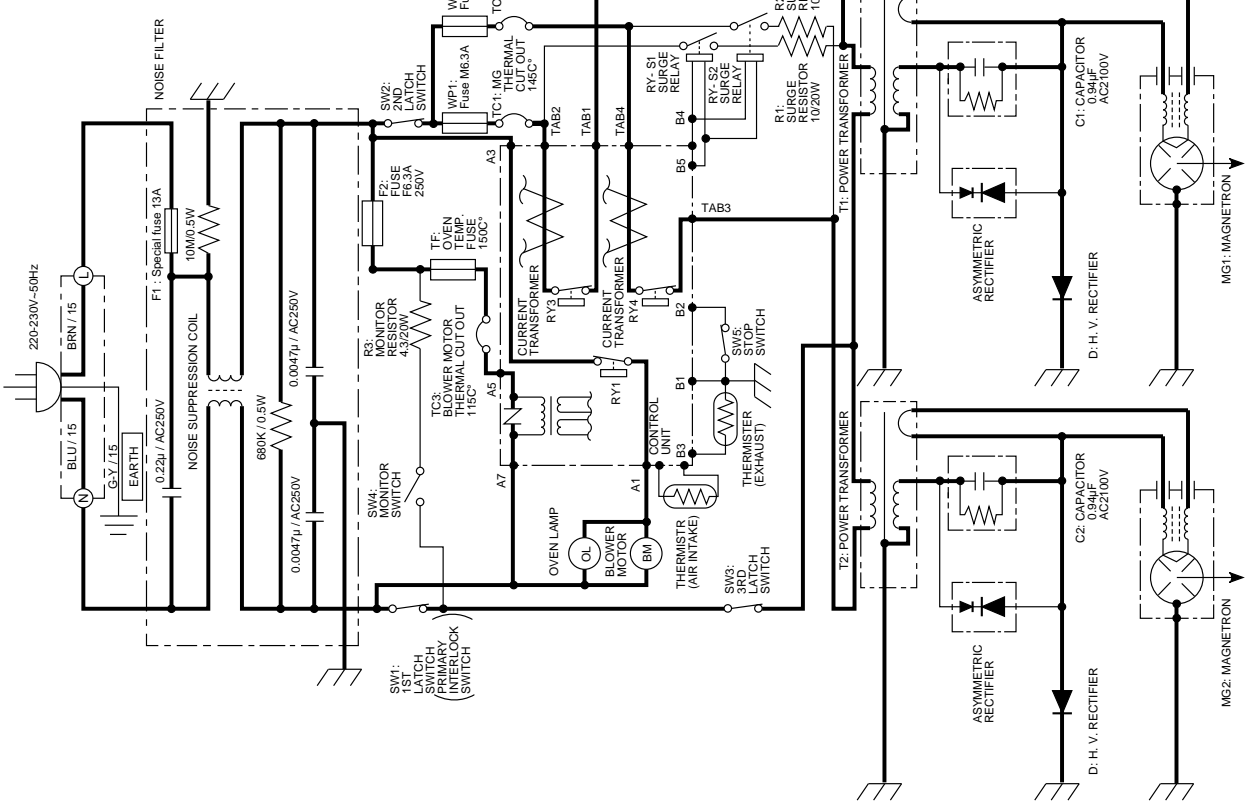 220-230V~50Hz
N
BLU / 15
G-Y / 15
EARTH
BRN / 15
L
NOISE FILTER
F1 : Special fuse 13A
10M/0.5W
0.22µ / AC250V
NOISE SUPPRESSION COIL
680K / 0.5W
0.0047µ / AC250V
0.0047µ / AC250V
SW1:
1ST
LATCH
SWITCH
PRIMARY
INTERLOCK
SWITCH
SW4:
MONITOR
SWITCH
R3:
MONITOR
RESISTOR
4.3/20W
F2:
FUSE
F6.3A
250V
TF:
OVEN
TEMP.
FUSE
150C°
TC3:
BLOWER MOTOR
THERMAL CUT OUT
115C°
SW2:
2ND
LATCH
SWITCH
WP1:
Fuse M6.3A
TC1: MG
THERMAL
CUT OUT
145C°
TAB2
TAB1
TAB4
A3
A5
A7
A1
CURRENT
TRANSFORMER
RY3
CURRENT
TRANSFORMER
RY4
RY1
CONTROL
UNIT
B4
B5
B2
B1
B3
TAB3
RY- S1
SURGE
RELAY
RY- S2
SURGE
RELAY
R1:
SURGE
RESISTOR
10/20W
SW5:
STOP
SWITCH
THERMISTER
(EXHAUST)
THERMISTR
(AIR INTAKE)
OVEN LAMP
OL
BLOWER
MOTOR
BM
SW3:
3RD
LATCH
SWITCH
T1: POWER TRANSFORMER
C1: CAPACITOR
0.94µF
AC2100V
ASYMMETRIC
RECTIFIER
D: H. V. RECTIFIER
MG1: MAGNETRON
T2: POWER TRANSFORMER
C2: CAPACITOR
0.94µF
AC2100V
ASYMMETRIC
RECTIFIER
D: H. V. RECTIFIER
MG2: MAGNETRON